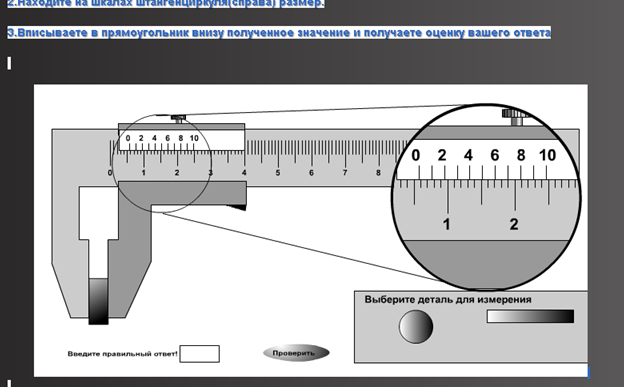 2.Находите на шкалах штангенциркуля(справа) размер.
3.Вписываете в прямоугольник внизу полученное значение и получаете оценку вашего ответа
0 2 4 6 8 10
0 1 2 3 4 5 6 7 8
0 2 4 6 8 10
1 2
Выберите деталь для измерения
Введите правильный ответ!
Проверить